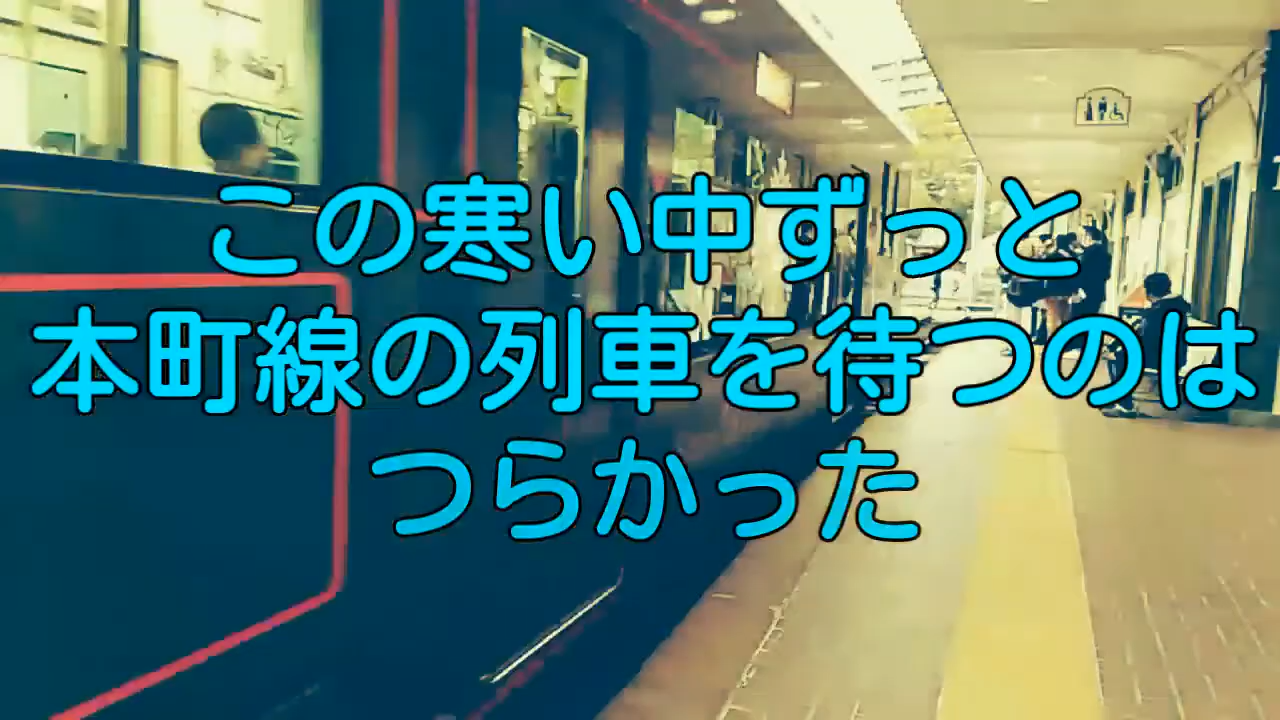 この寒い中ずっと
本町線の列車を待つのは
つらかった